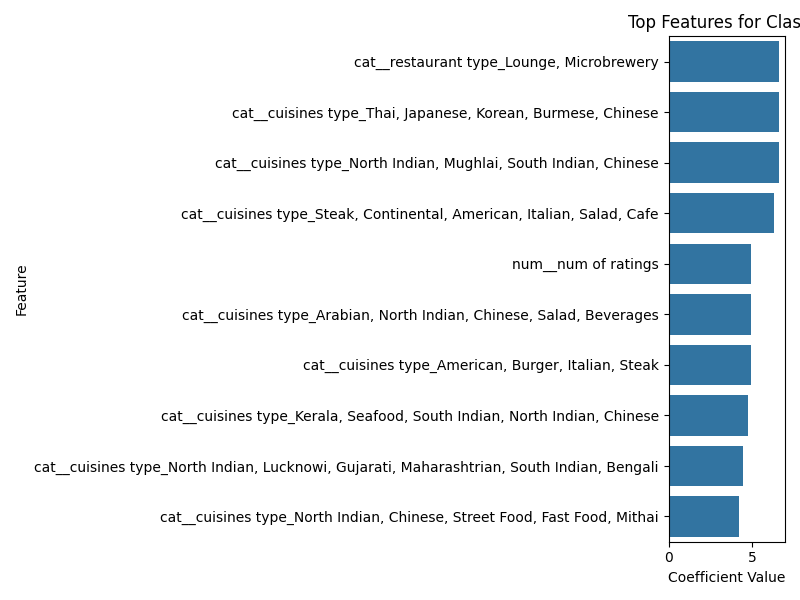 Top Features for Clas
cat__restaurant type_Lounge, Microbrewery
cat__cuisines type_Thai, Japanese, Korean, Burmese, Chinese
cat__cuisines type_North Indian, Mughlai, South Indian, Chinese
cat__cuisines type_Steak, Continental, American, Italian, Salad, Cafe
num__num of ratings
cat__cuisines type_Arabian, North Indian, Chinese, Salad, Beverages
cat__cuisines type_American, Burger, Italian, Steak
cat__cuisines type_Kerala, Seafood, South Indian, North Indian, Chinese
cat__cuisines type_North Indian, Lucknowi, Gujarati, Maharashtrian, South Indian, Bengali
cat__cuisines type_North Indian, Chinese, Street Food, Fast Food, Mithai
Feature
0 5
Coefficient Value